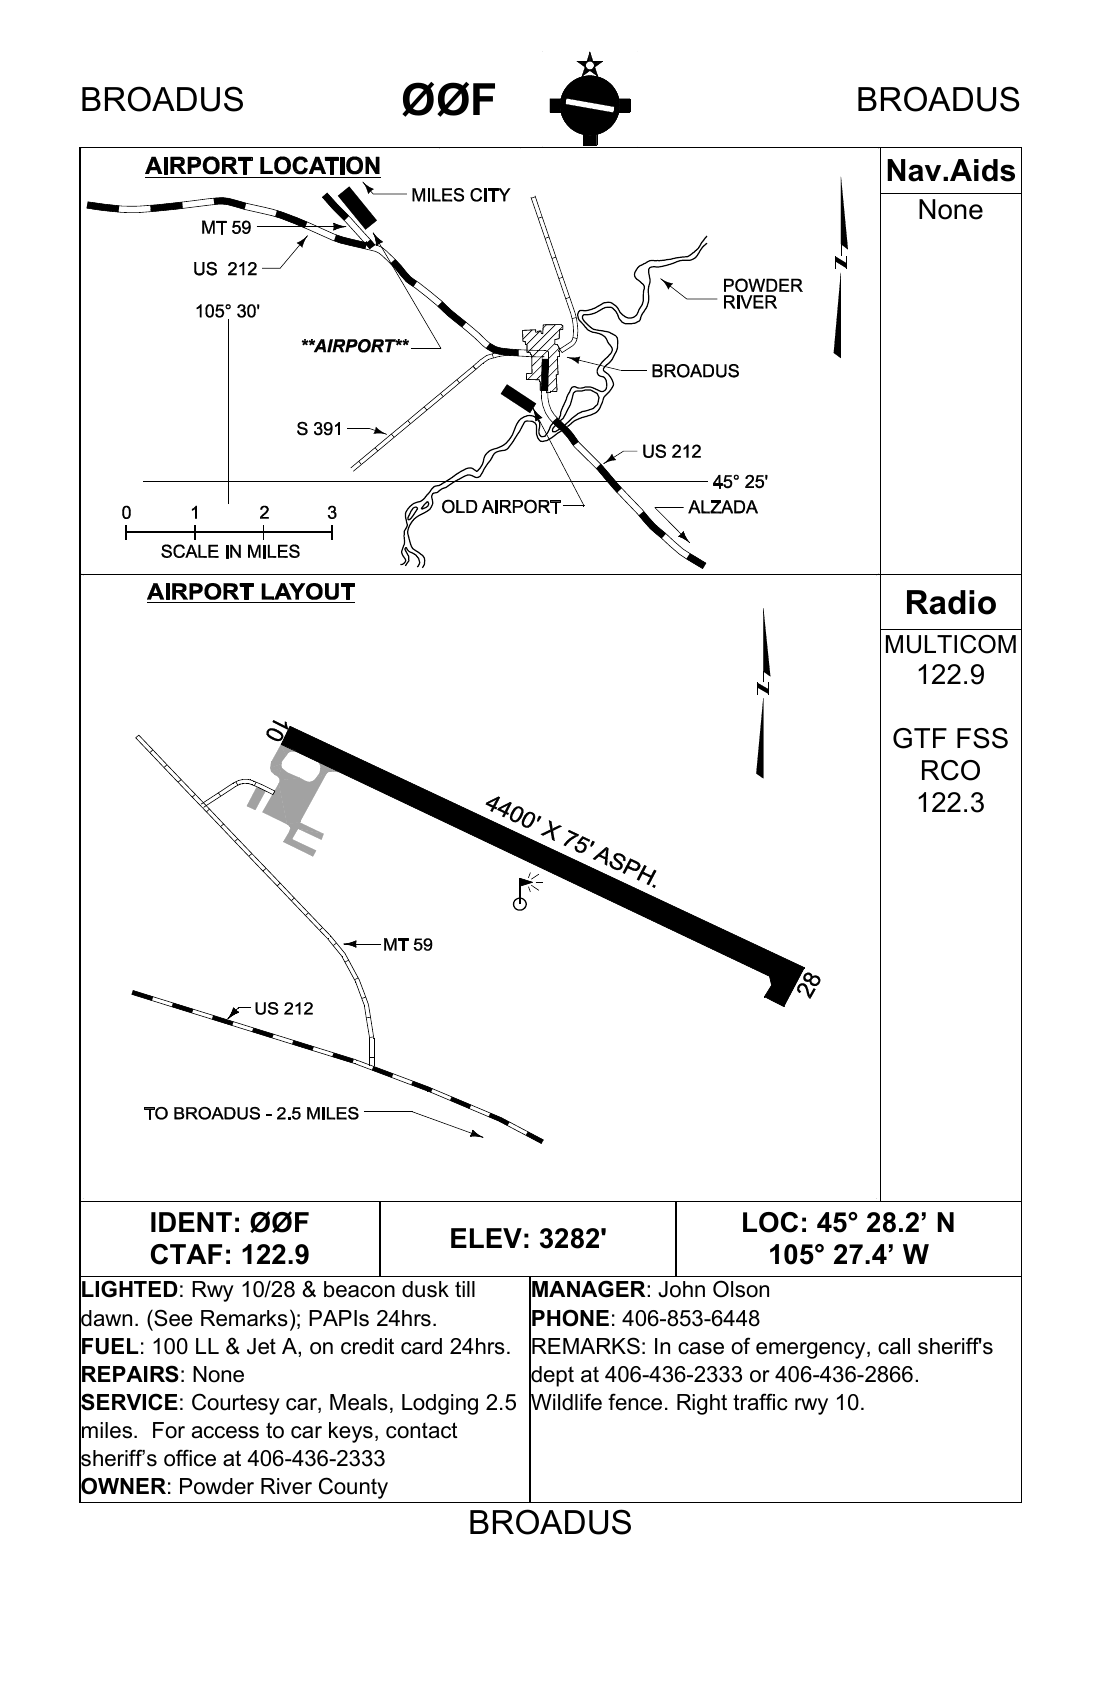 BROADUS ØØF BROADUS
AIRPORT LOCATION
MILES CITY
MT 59
US 212
105° 30'
**AIRPORT**
POWDER
RIVER
BROADUS
S 391
US 212
45° 25'
OLD AIRPORT
ALZADA
0 1 2 3
SCALE IN MILES
N
Nav.Aids
None
AIRPORT LAYOUT
N
10
4400' X 75' ASPH.
28
MT 59
US 212
TO BROADUS - 2.5 MILES
Radio
MULTICOM
122.9
GTF FSS
RCO
122.3
IDENT: ØØF
CTAF: 122.9
ELEV: 3282'
LOC: 45° 28.2’ N
105° 27.4’ W
LIGHTED: Rwy 10/28 & beacon dusk till
dawn. (See Remarks); PAPIs 24hrs.
FUEL: 100 LL & Jet A, on credit card 24hrs.
REPAIRS: None
SERVICE: Courtesy car, Meals, Lodging 2.5
miles. For access to car keys, contact
sheriff’s office at 406-436-2333
OWNER: Powder River County
MANAGER: John Olson
PHONE: 406-853-6448
REMARKS: In case of emergency, call sheriff's
dept at 406-436-2333 or 406-436-2866.
Wildlife fence. Right traffic rwy 10.
BROADUS